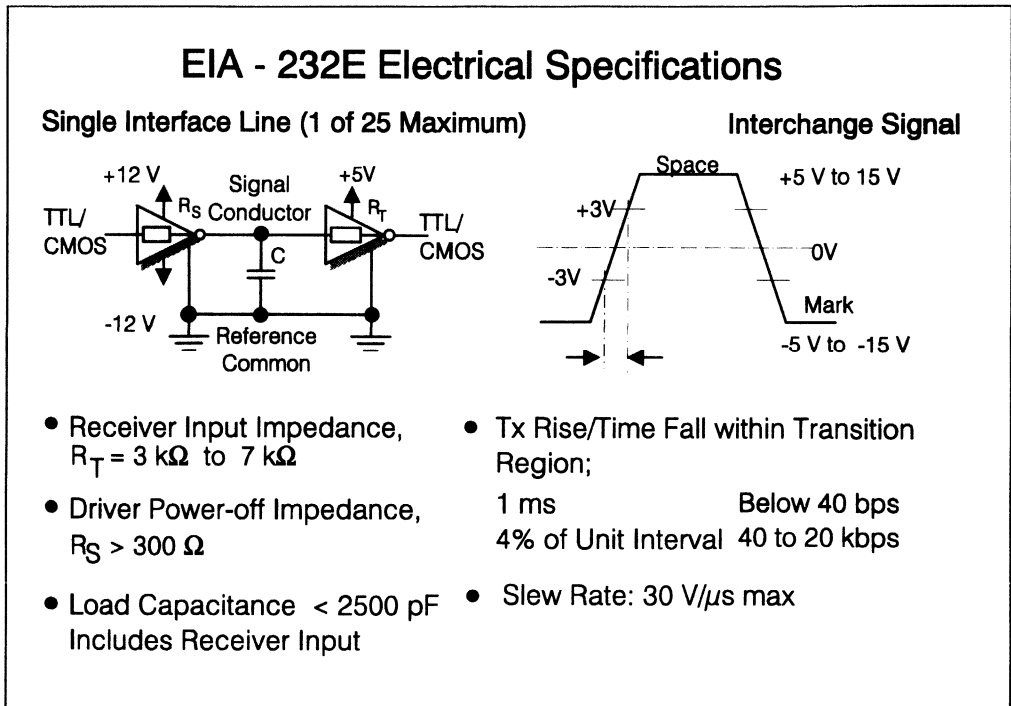 EIA - 232E Electrical Specifications
Single Interface Line (1 of 25 Maximum)
Interchange Signal
+12 V
+5V
Signal
Conductor
RS
RT
TTL/
CMOS
TTL/
CMOS
C
-12 V
Reference
Common
Space
+5 V to 15 V
+3V
0V
-3V
Mark
-5 V to -15 V
• Receiver Input Impedance,
RT = 3 kΩ to 7 kΩ
• Driver Power-off Impedance,
RS > 300 Ω
• Load Capacitance < 2500 pF
Includes Receiver Input
• Tx Rise/Time Fall within Transition
Region;
1 ms Below 40 bps
4% of Unit Interval 40 to 20 kbps
• Slew Rate: 30 V/µs max